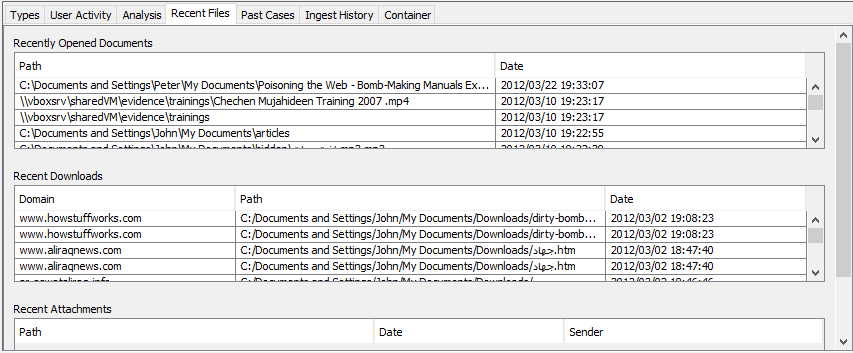 Types User Activity Analysis Recent Files Past Cases Ingest History Container
Recently Opened Documents
Path Date
C:\Documents and Settings\Peter\My Documents\Poisoning the Web - Bomb-Making Manuals Ex... 2012/03/22 19:33:07
\\vboxsrv\sharedVM\evidence\trainings\Chechen Mujahideen Training 2007 .mp4 2012/03/10 19:23:17
\\vboxsrv\sharedVM\evidence\trainings 2012/03/10 19:23:17
C:\Documents and Settings\John\My Documents\articles 2012/03/10 19:22:55
Recent Downloads
Domain Path Date
www.howstuffworks.com C:/Documents and Settings/John/My Documents/Downloads/dirty-bomb... 2012/03/02 19:08:23
www.howstuffworks.com C:/Documents and Settings/John/My Documents/Downloads/dirty-bomb... 2012/03/02 19:08:23
www.aliraqnews.com C:/Documents and Settings/John/My Documents/Downloads/جهاد.htm 2012/03/02 18:47:40
www.aliraqnews.com C:/Documents and Settings/John/My Documents/Downloads/جهاد.htm 2012/03/02 18:47:40
Recent Attachments
Path Date Sender